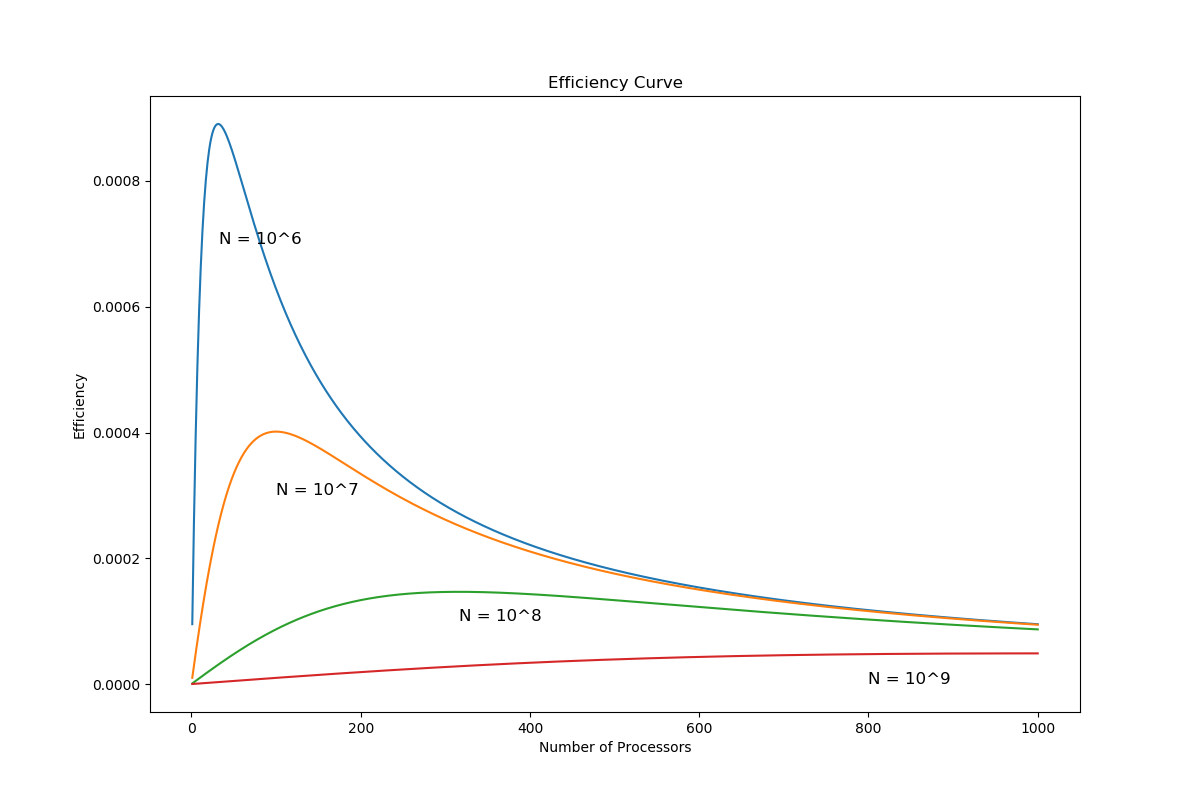 Efficiency Curve
Efficiency
0.0008
0.0006
0.0004
0.0002
0.0000
N = 10^6
N = 10^7
N = 10^8
N = 10^9
0 200 400 600 800 1000
Number of Processors